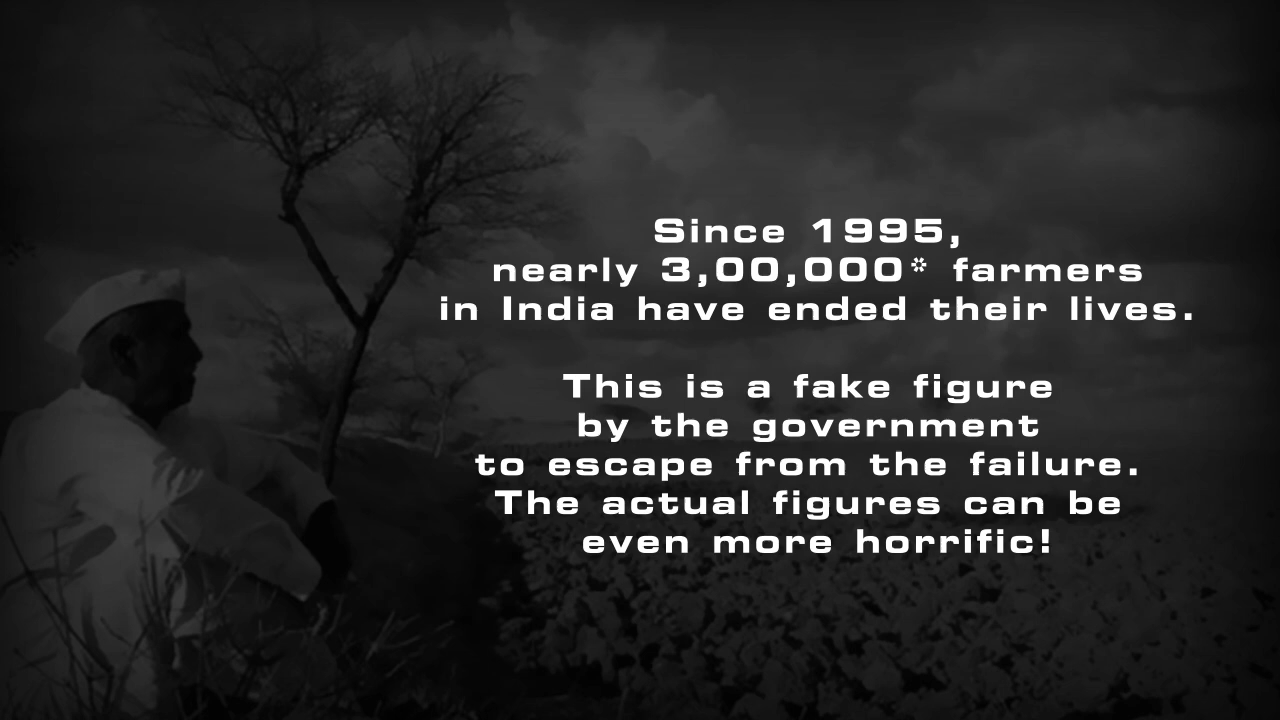 Since 1995,
nearly 3,00,000* farmers
in India have ended their lives.
This is a fake figure
by the government
to escape from the failure.
The actual figures can be
even more horrific!